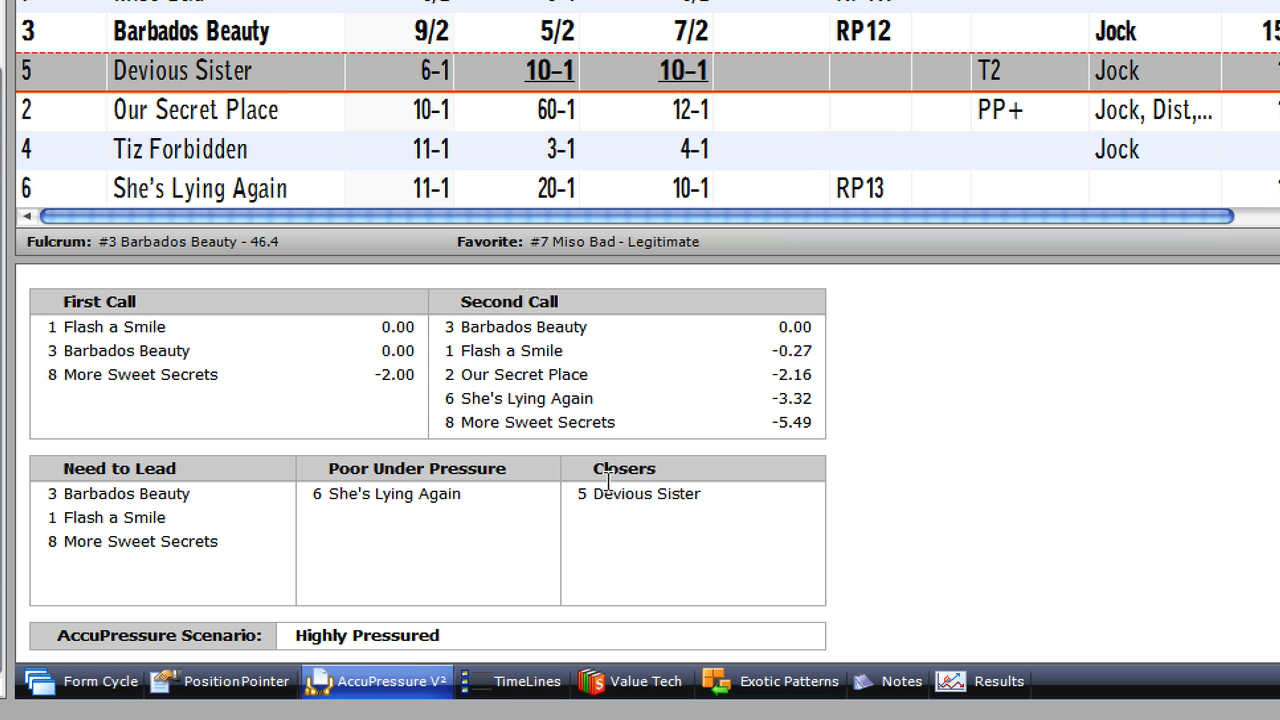 3 Barbados Beauty 9/2 5/2 7/2 RP12 Jock
5 Devious Sister 6-1 10-1 10-1 T2 Jock
2 Our Secret Place 10-1 60-1 12-1 PP+ Jock, Dist,...
4 Tiz Forbidden 11-1 3-1 4-1 Jock
6 She's Lying Again 11-1 20-1 10-1 RP13
Fulcrum: #3 Barbados Beauty - 46.4 Favorite: #7 Miso Bad - Legitimate
First Call Second Call
1 Flash a Smile 0.00 3 Barbados Beauty 0.00
3 Barbados Beauty 0.00 1 Flash a Smile -0.27
8 More Sweet Secrets -2.00 2 Our Secret Place -2.16
6 She's Lying Again -3.32
8 More Sweet Secrets -5.49
Need to Lead Poor Under Pressure Closers
3 Barbados Beauty 6 She's Lying Again 5 Devious Sister
1 Flash a Smile
8 More Sweet Secrets
AccuPressure Scenario: Highly Pressured
Form Cycle PositionPointer AccuPressure V² TimeLines Value Tech Exotic Patterns Notes Results